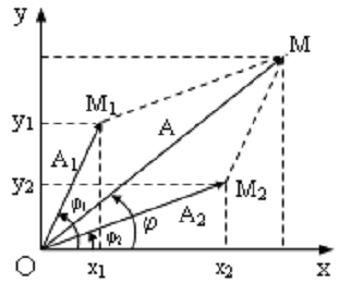 y
M
M₁
y₁
A
A₁
y₂
M₂
A₂
φ₁
φ₂
φ
O
x₁
x₂
x